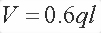 V = 0.6ql